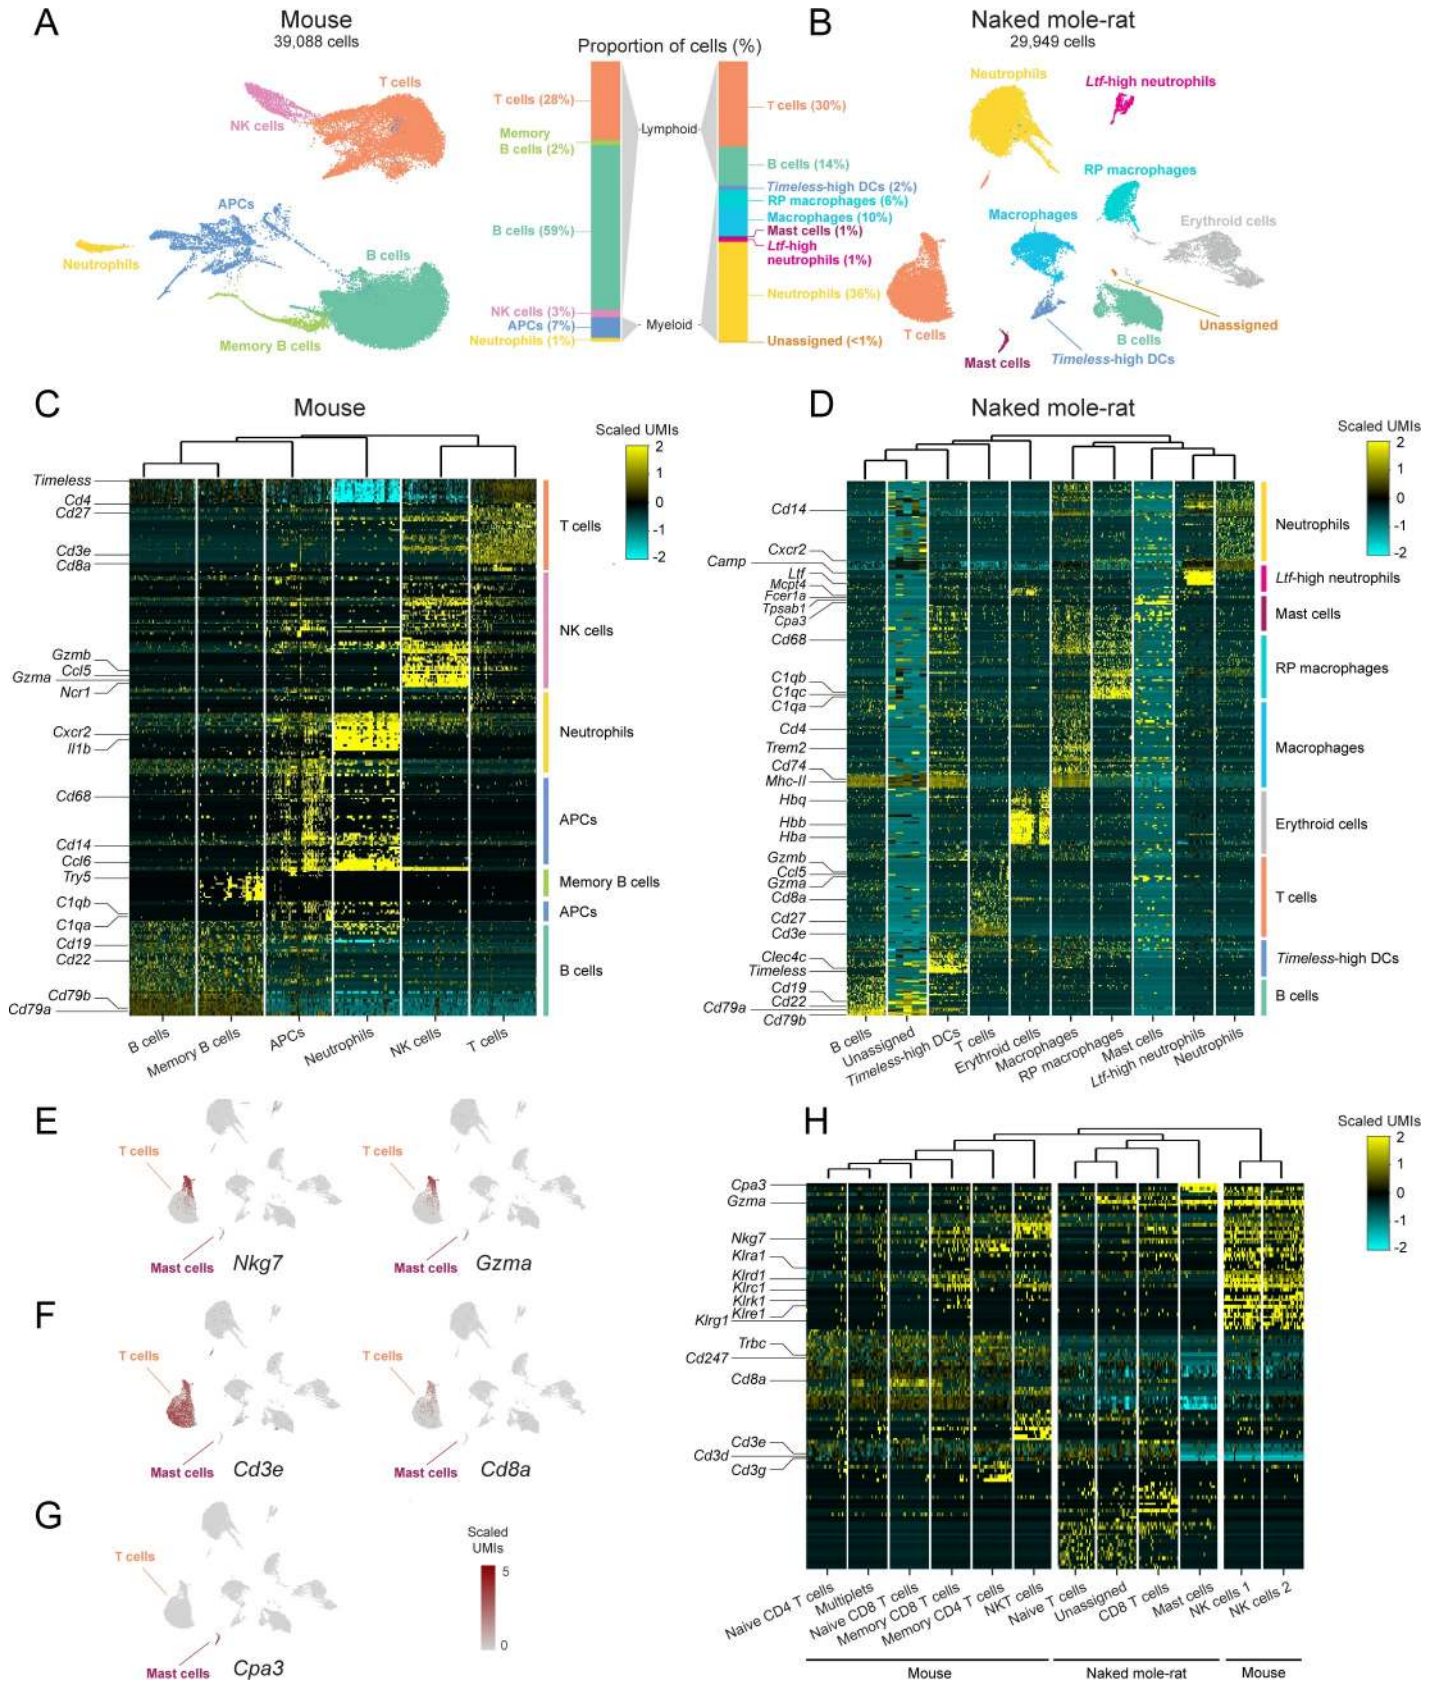 A
Mouse
39,088 cells
T cells
NK cells
APCs
Neutrophils
B cells
Memory B cells
Proportion of cells (%)
T cells (28%)
Memory
B cells (2%)
B cells (59%)
NK cells (3%)
APCs (7%)
Neutrophils (1%)
Lymphoid
Myeloid
T cells (30%)
B cells (14%)
Timeless-high DCs (2%)
RP macrophages (6%)
Macrophages (10%)
Mast cells (1%)
Ltf-high
neutrophils (1%)
Neutrophils (36%)
Unassigned (<1%)
B
Naked mole-rat
29,949 cells
Neutrophils
Ltf-high neutrophils
RP macrophages
Macrophages
Erythroid cells
T cells
Unassigned
B cells
Mast cells
Timeless-high DCs
C
Mouse
Scaled UMIs
2
1
0
-1
-2
Timeless
Cd4
Cd27
Cd3e
Cd8a
Gzmb
Ccl5
Gzma
Ncr1
Cxcr2
Il1b
Cd68
Cd14
Ccl6
Try5
C1qb
C1qa
Cd19
Cd22
Cd79b
Cd79a
T cells
NK cells
Neutrophils
APCs
Memory B cells
APCs
B cells
B cells
Memory B cells
APCs
Neutrophils
NK cells
T cells
D
Naked mole-rat
Scaled UMIs
2
1
0
-1
-2
Cd14
Cxcr2
Camp
Ltf
Mcpt4
Fcer1a
Tpsab1
Cpa3
Cd68
C1qb
C1qc
C1qa
Cd4
Trem2
Cd74
Mhc-II
Hbq
Hbb
Hba
Gzmb
Ccl5
Gzma
Cd8a
Cd27
Cd3e
Clec4c
Timeless
Cd19
Cd22
Cd79a
Cd79b
Neutrophils
Ltf-high neutrophils
Mast cells
RP macrophages
Macrophages
Erythroid cells
T cells
Timeless-high DCs
B cells
B cells
Unassigned
Timeless-high DCs
T cells
Erythroid cells
Macrophages
RP macrophages
Mast cells
Ltf-high neutrophils
Neutrophils
E
T cells
Mast cells
Nkg7
T cells
Mast cells
Gzma
F
T cells
Mast cells
Cd3e
T cells
Mast cells
Cd8a
G
T cells
Mast cells
Cpa3
Scaled
UMIs
5
0
H
Scaled UMIs
2
1
0
-1
-2
Cpa3
Gzma
Nkg7
Klra1
Klrd1
Klrc1
Klrk1
Klre1
Klrg1
Trbc
Cd247
Cd8a
Cd3e
Cd3d
Cd3g
Naive CD4 T cells
Multiplets
Naive CD8 T cells
Memory CD8 T cells
Memory CD4 T cells
NKT cells
Naive T cells
Unassigned
CD8 T cells
Mast cells
NK cells 1
NK cells 2
Mouse
Naked mole-rat
Mouse